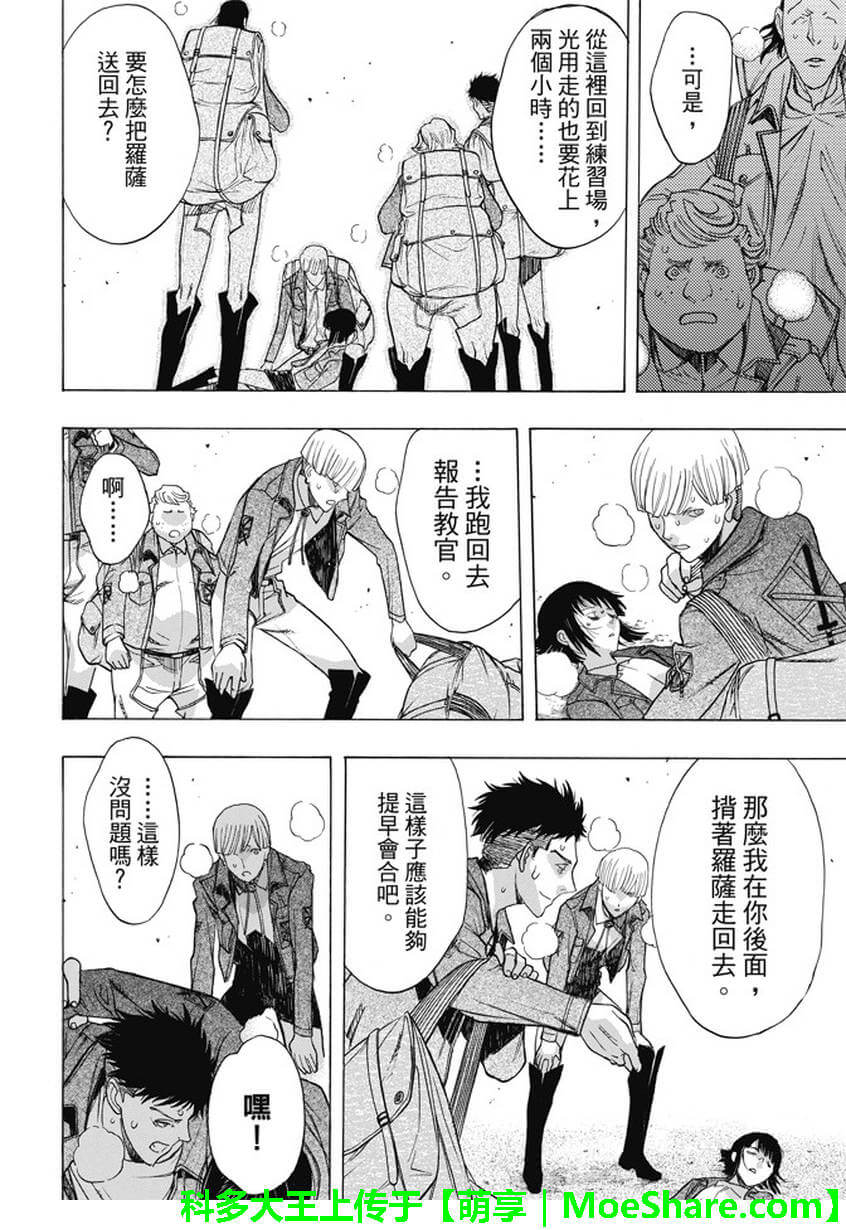 …可是，
從這裡回到練習場，
光用走的也要花上
兩個小時……
要怎麼把羅薩
送回去？
…我跑回去
報告教官。
啊……
那麼我在你後面，
揹著羅薩走回去。
這樣子應該能夠
提早會合吧。
……這樣
沒問題嗎？
嘿！
科多大王上传于【萌享｜MoeShare.com】